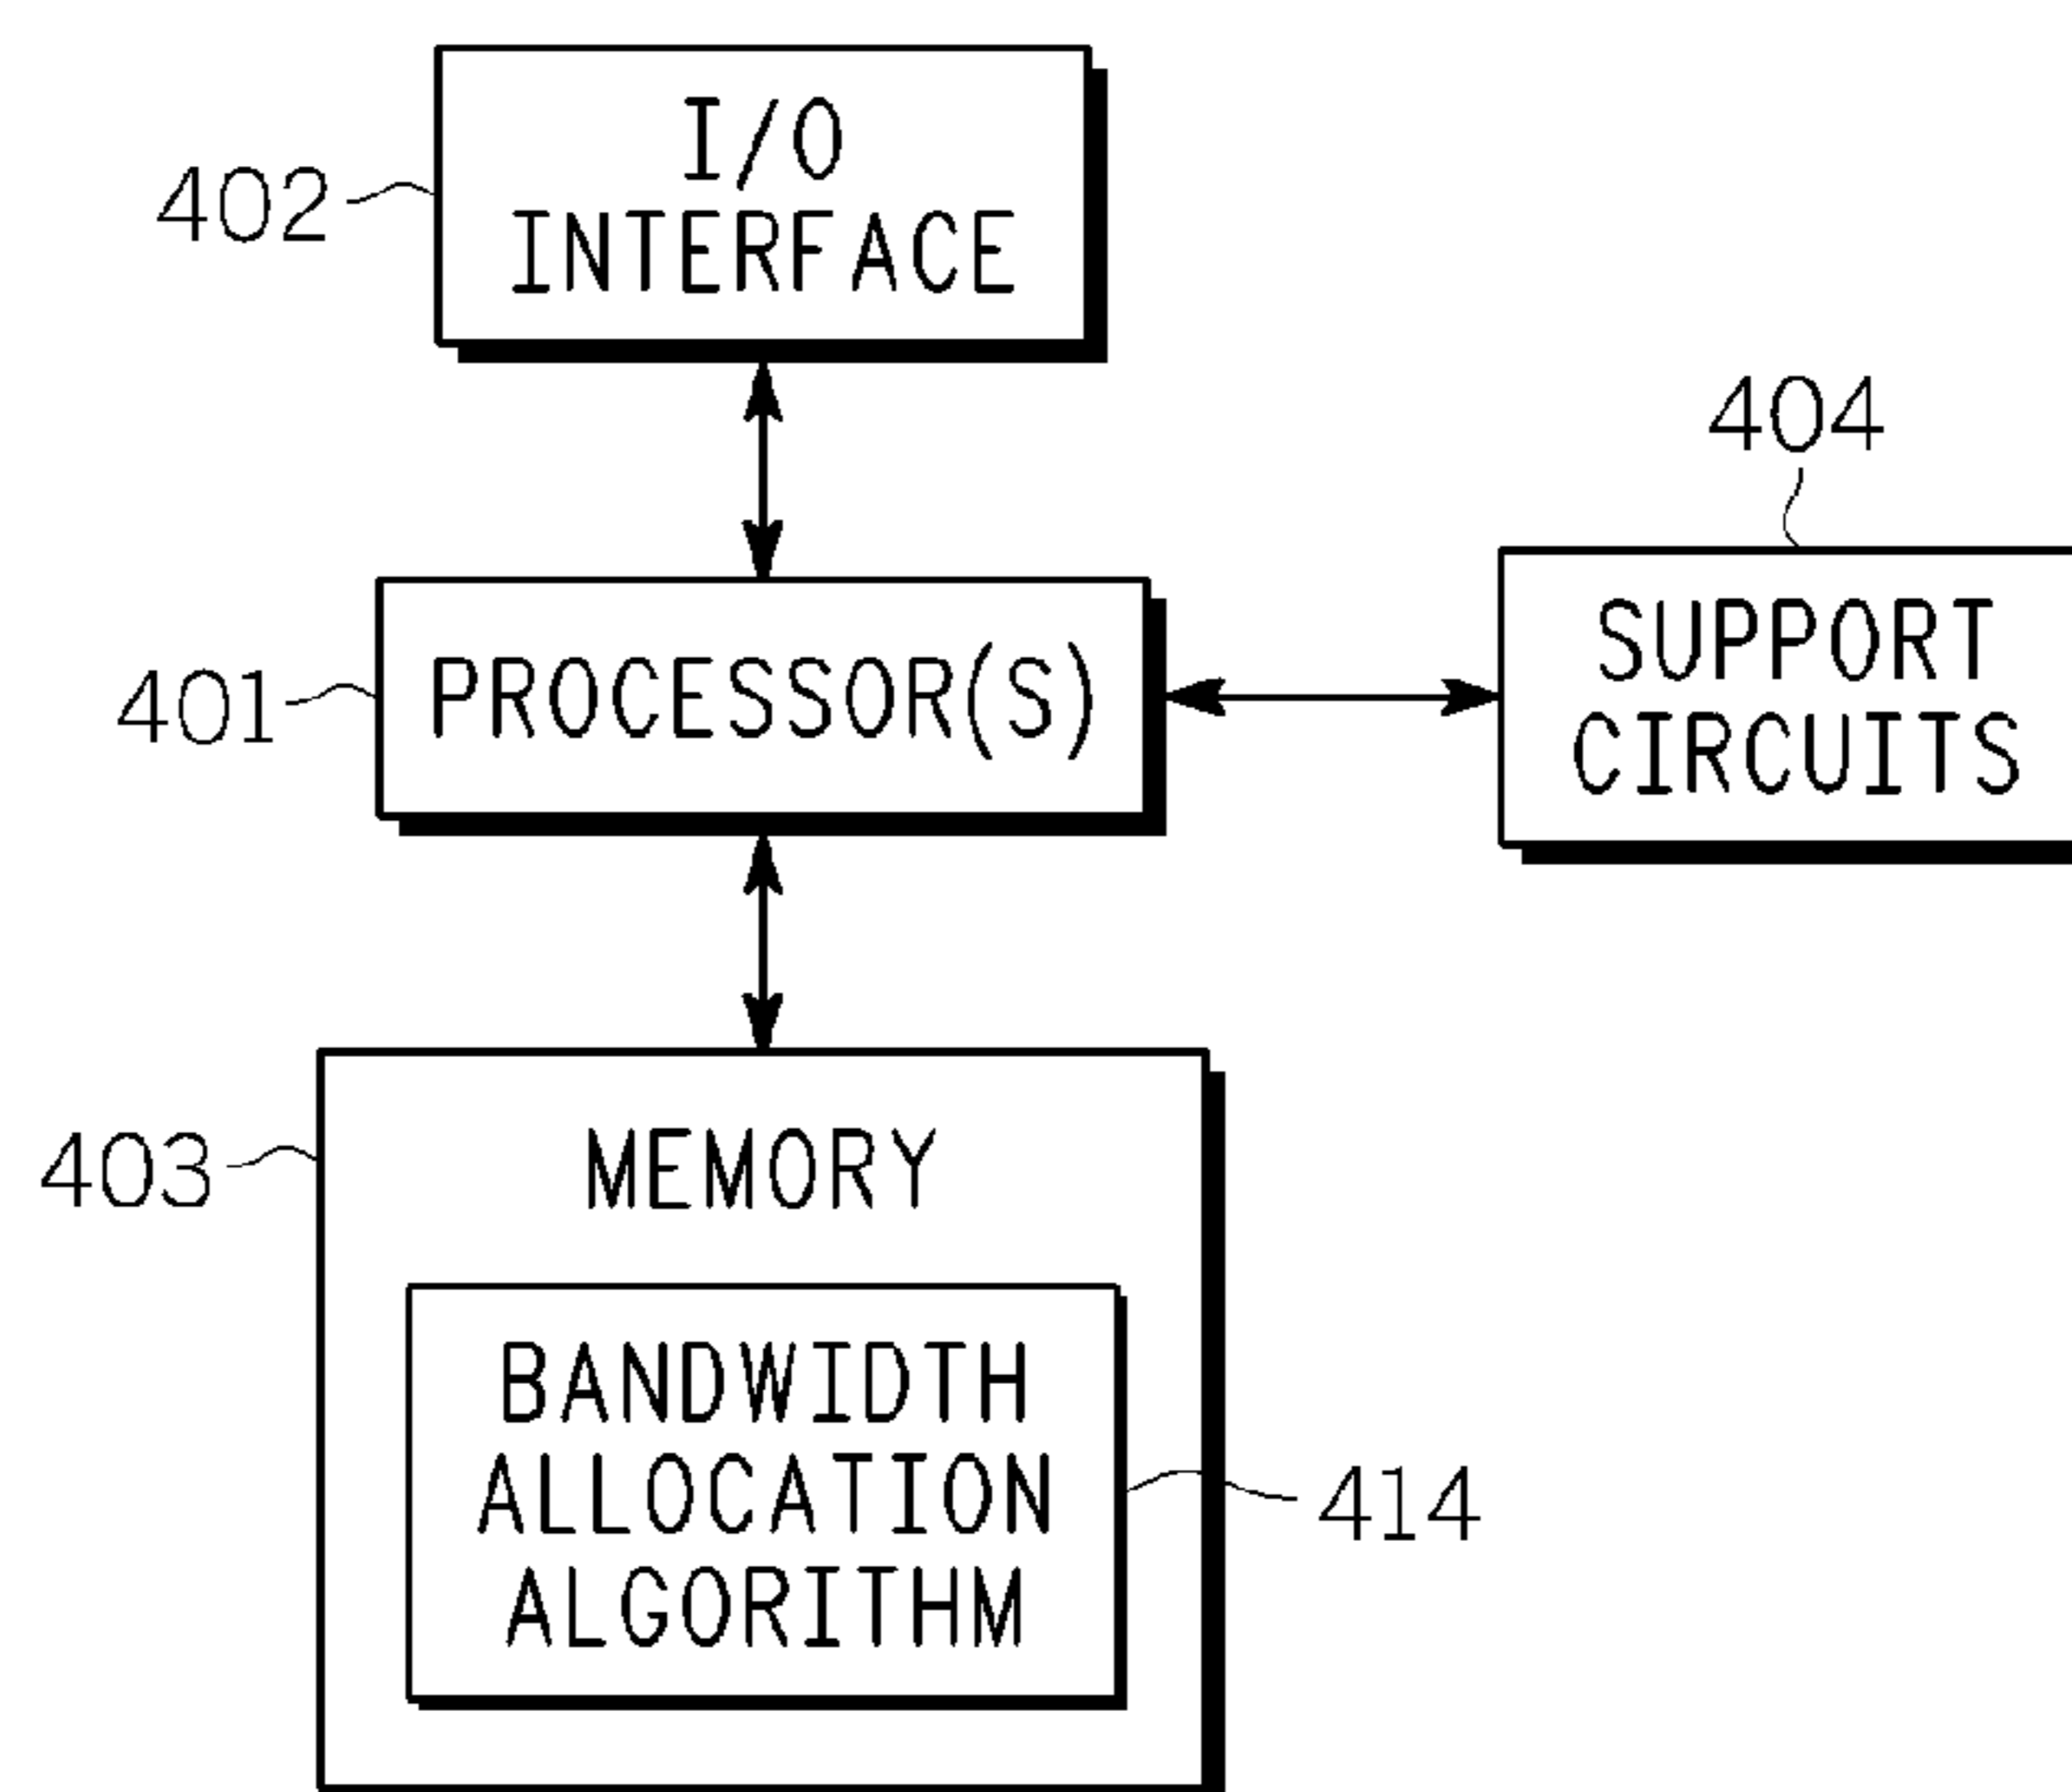 I/O
INTERFACE
402
404
SUPPORT
CIRCUITS
401
PROCESSOR(S)
403
MEMORY
BANDWIDTH
ALLOCATION
ALGORITHM
414